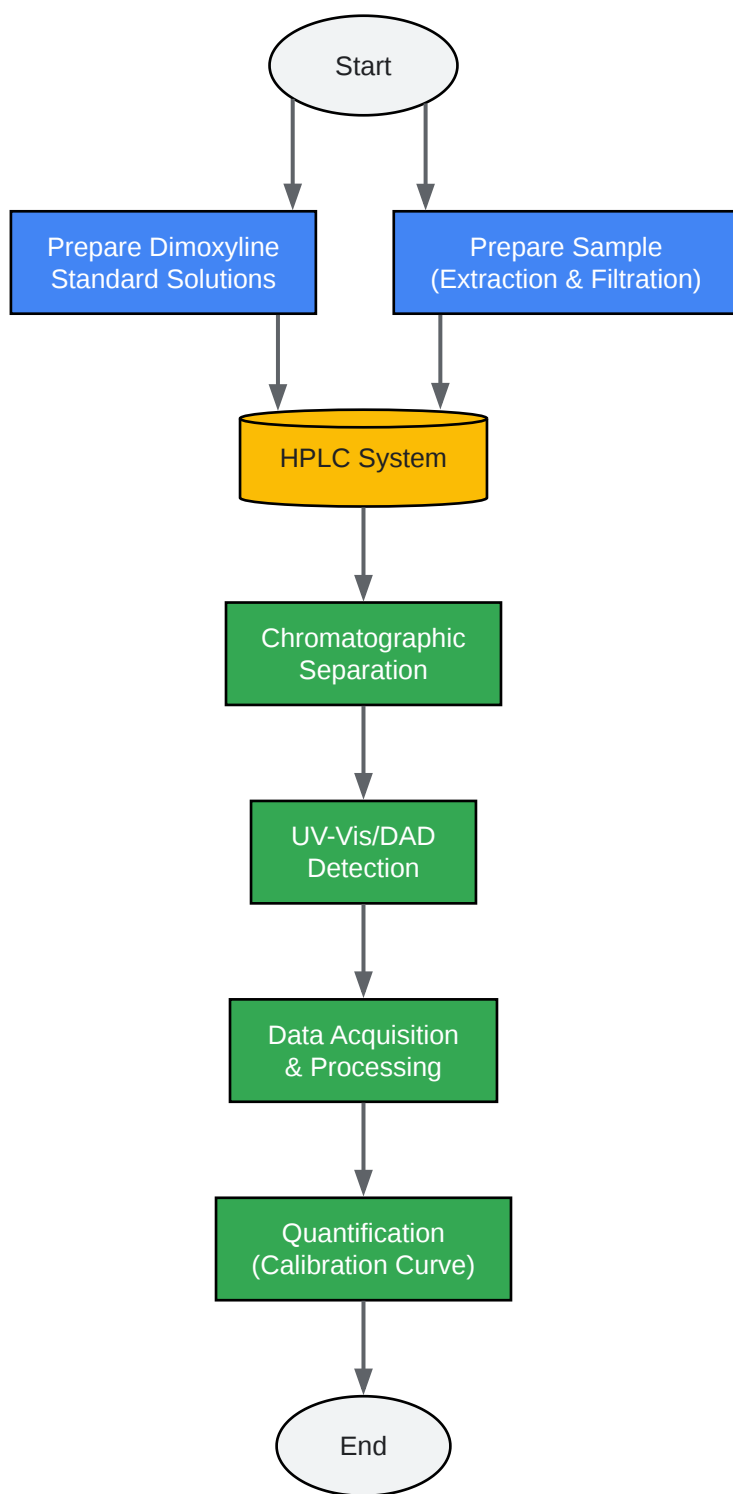 Start
Prepare Dimoxyline
Standard Solutions
Prepare Sample
(Extraction & Filtration)
HPLC System
Chromatographic
Separation
UV-Vis/DAD
Detection
Data Acquisition
& Processing
Quantification
(Calibration Curve)
End